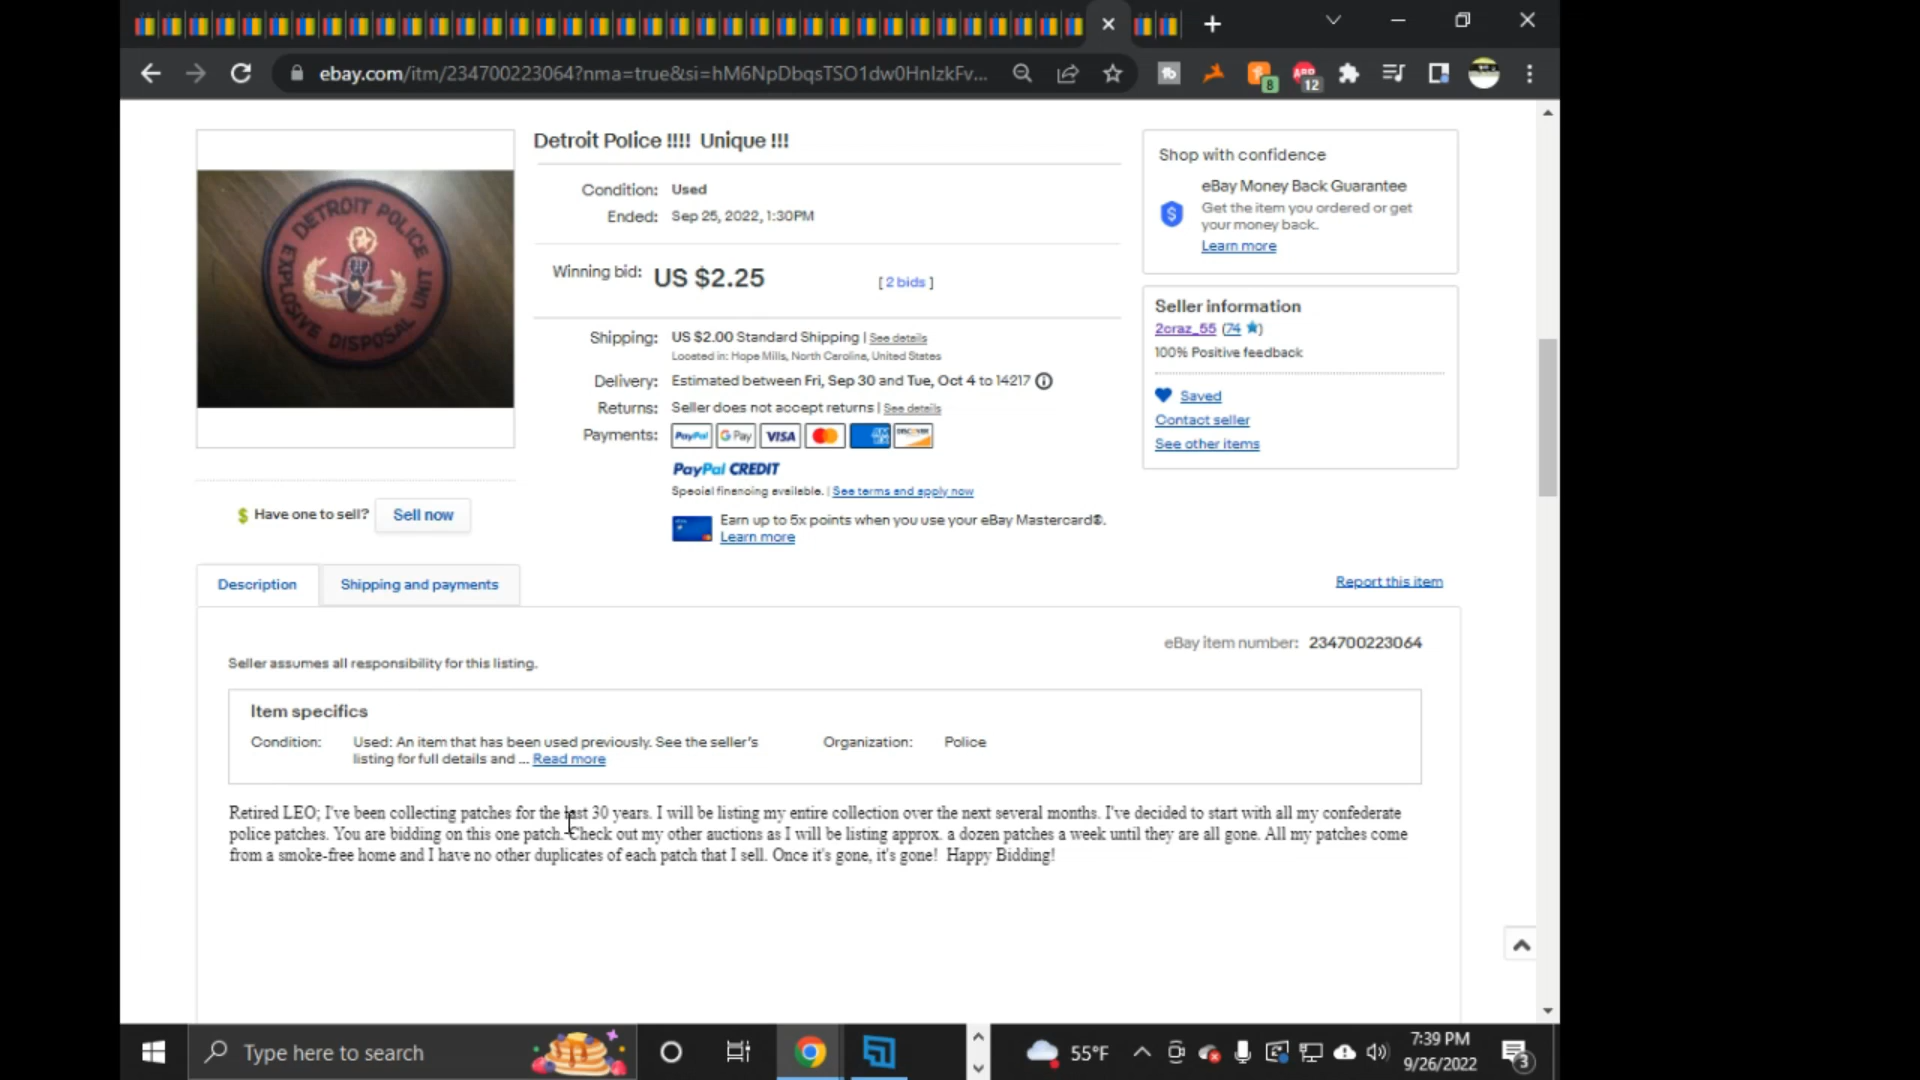 ebay.com/itm/234700223064?nma=true&si=hM6NpDbqsTSO1dw0HnIzkFv...
8
12
Detroit Police !!!! Unique !!!
Condition: Used
Ended: Sep 25, 2022, 1:30PM
Winning bid: US $2.25 [ 2 bids ]
Shipping: US $2.00 Standard Shipping | See details
Located in: Hope Mills, North Carolina, United States
Delivery: Estimated between Fri, Sep 30 and Tue, Oct 4 to 14217
Returns: Seller does not accept returns | See details
Payments: PayPal G Pay VISA DISCOVER
PayPal CREDIT
Special financing available. | See terms and apply now
Earn up to 5x points when you use your eBay Mastercard®.
Learn more
DETROIT POLICE
EXPLOSIVE DISPOSAL UNIT
$ Have one to sell? Sell now
Shop with confidence
eBay Money Back Guarantee
Get the item you ordered or get
your money back.
Learn more
Seller information
2craz_55 (74)
100% Positive feedback
Saved
Contact seller
See other items
Description
Shipping and payments
Report this item
eBay item number: 234700223064
Seller assumes all responsibility for this listing.
Item specifics
Condition: Used: An item that has been used previously. See the seller's
listing for full details and ... Read more
Organization: Police
Retired LEO; I've been collecting patches for the last 30 years. I will be listing my entire collection over the next several months. I've decided to start with all my confederate
police patches. You are bidding on this one patch. Check out my other auctions as I will be listing approx. a dozen patches a week until they are all gone. All my patches come
from a smoke-free home and I have no other duplicates of each patch that I sell. Once it's gone, it's gone! Happy Bidding!
Type here to search
55°F
7:39 PM
9/26/2022
3